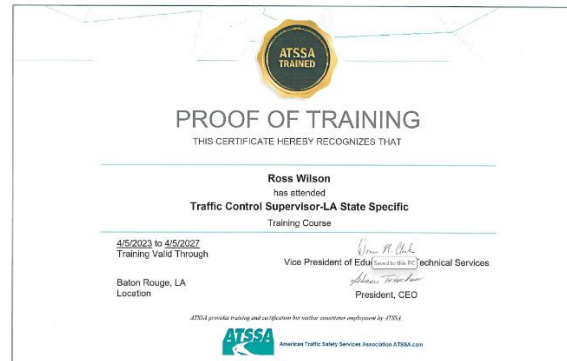 ATSSA
TRAINED
PROOF OF TRAINING
THIS CERTIFICATE HEREBY RECOGNIZES THAT
Ross Wilson
has attended
Traffic Control Supervisor-LA State Specific
Training Course
4/5/2023 to 4/5/2027
Training Valid Through
Vice President of Edu Saved to this PC echnical Services
Baton Rouge, LA
Location
President, CEO
ATSSA provides training and certification but neither constitutes employment by ATSSA.
ATSSA
American Traffic Safety Services Association ATSSA.com